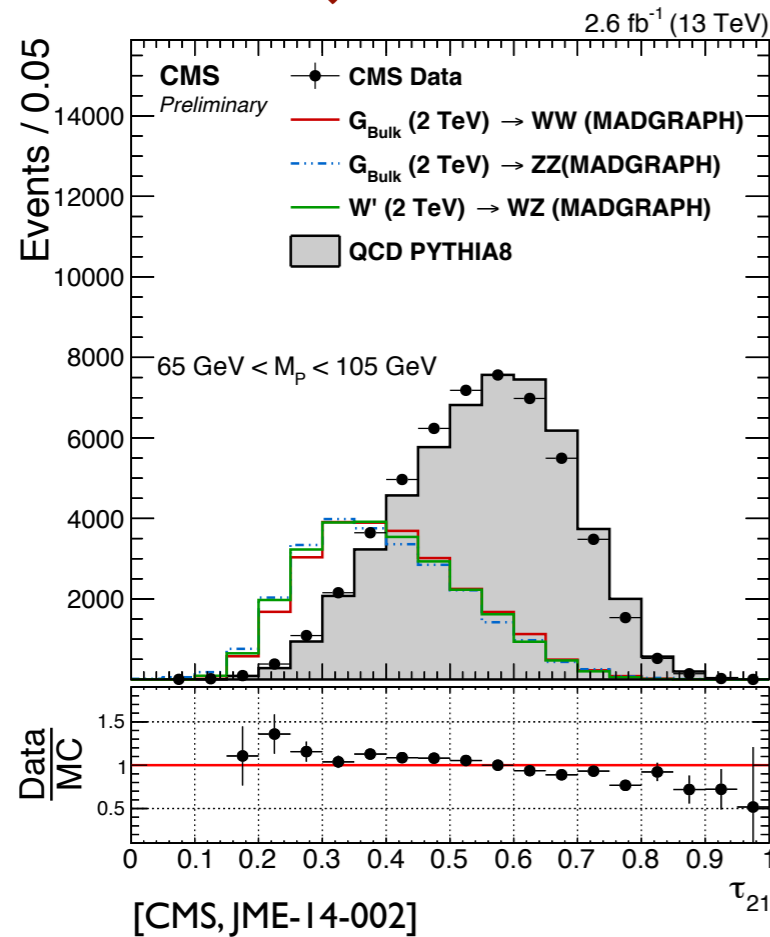 2.6 fb⁻¹ (13 TeV)
CMS
Preliminary
CMS Data
G_Bulk (2 TeV) → WW (MADGRAPH)
G_Bulk (2 TeV) → ZZ(MADGRAPH)
W' (2 TeV) → WZ (MADGRAPH)
QCD PYTHIA8
65 GeV < M_P < 105 GeV
Events / 0.05
14000
12000
10000
8000
6000
4000
2000
Data
MC
1.5
1
0.5
0 0.1 0.2 0.3 0.4 0.5 0.6 0.7 0.8 0.9 1
τ₂₁
[CMS, JME-14-002]